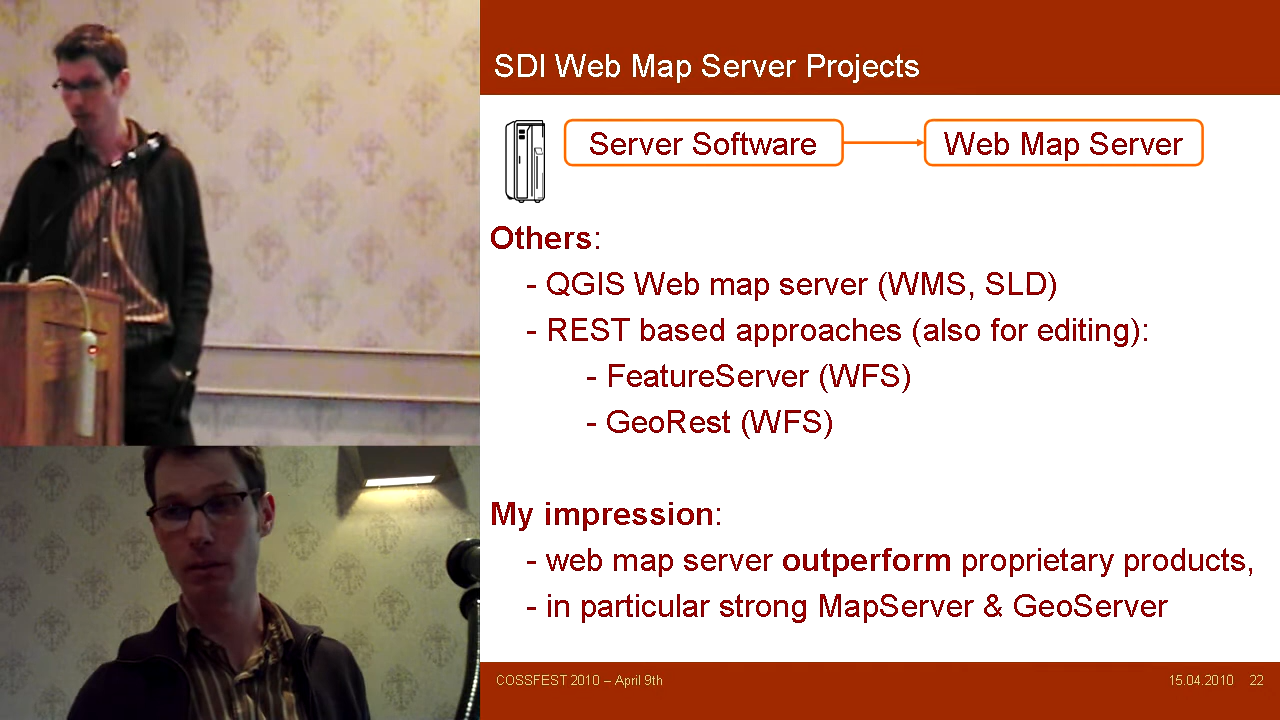 SDI Web Map Server Projects
Server Software
Web Map Server
Others:
- QGIS Web map server (WMS, SLD)
- REST based approaches (also for editing):
- FeatureServer (WFS)
- GeoRest (WFS)
My impression:
- web map server outperform proprietary products,
- in particular strong MapServer & GeoServer
COSSFEST 2010 – April 9th
15.04.2010 22